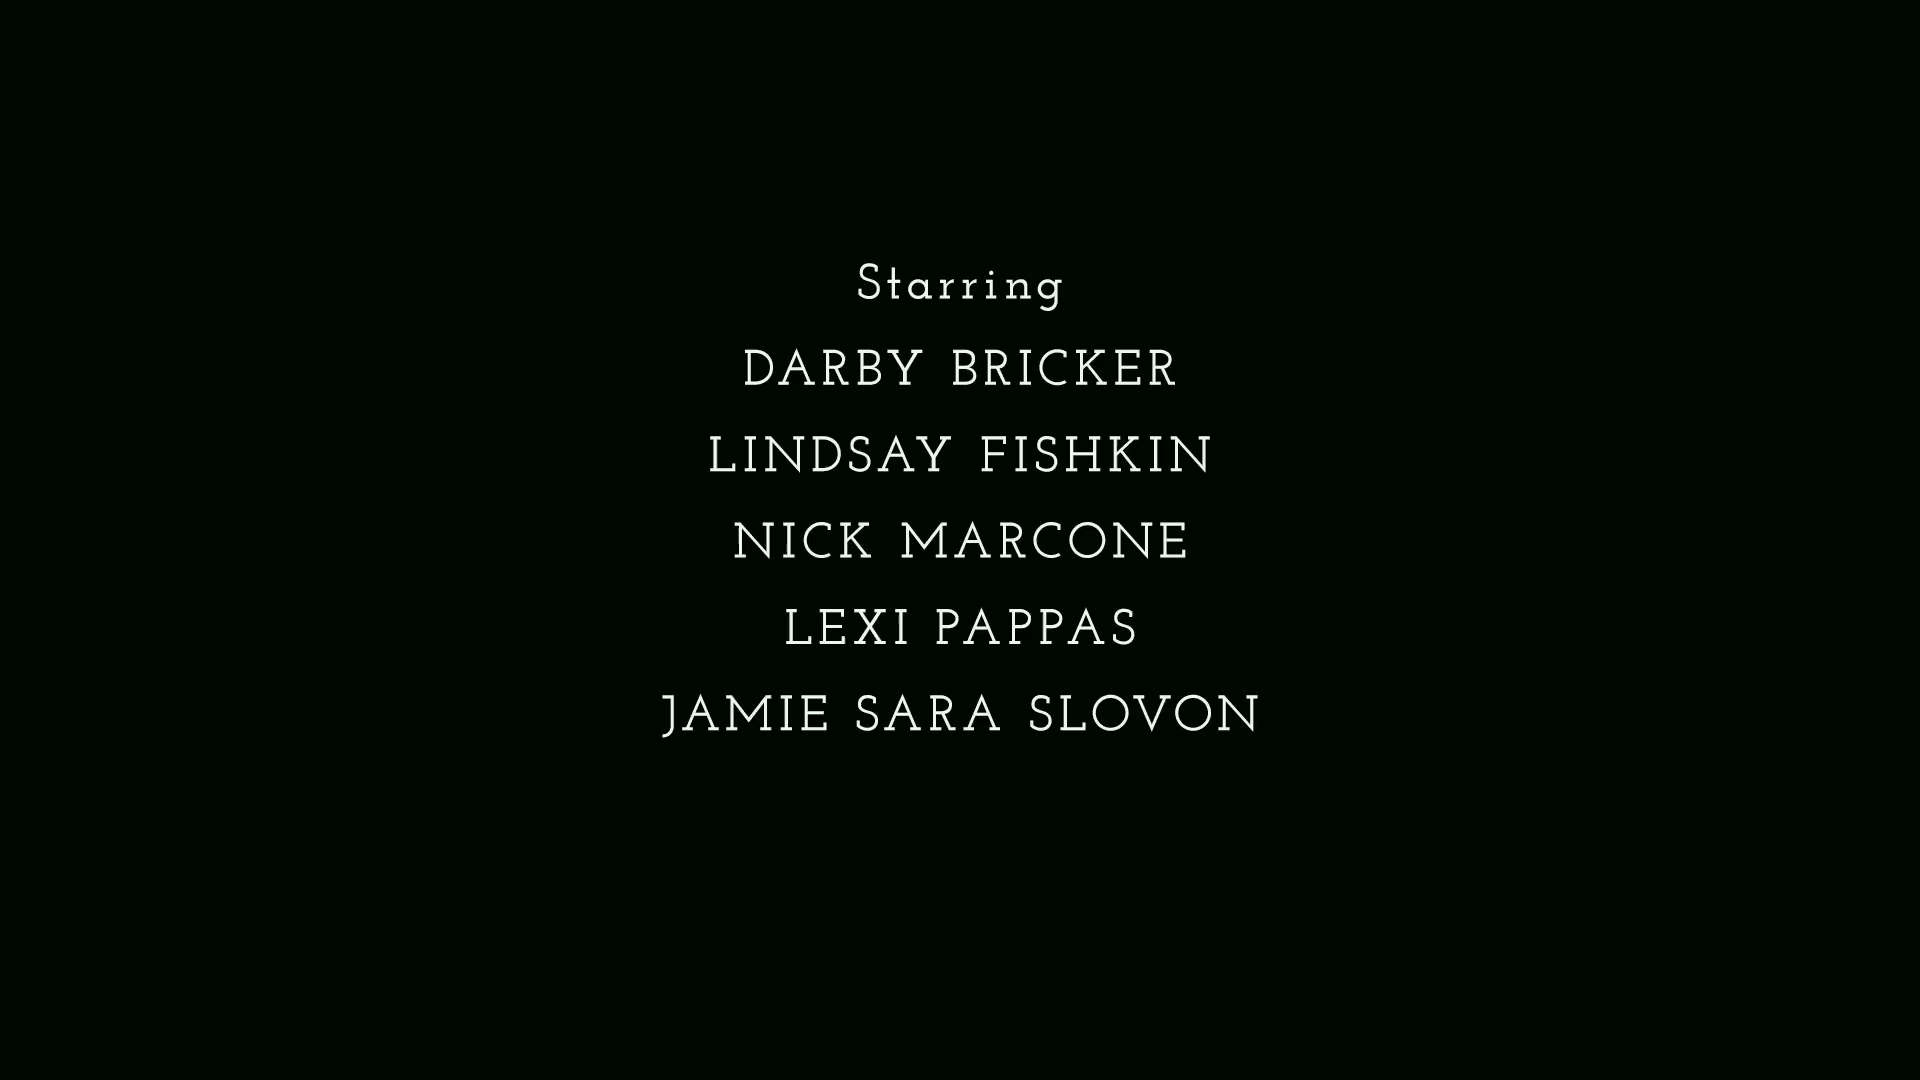 Starring
DARBY BRICKER
LINDSAY FISHKIN
NICK MARCONE
LEXI PAPPAS
JAMIE SARA SLOVON